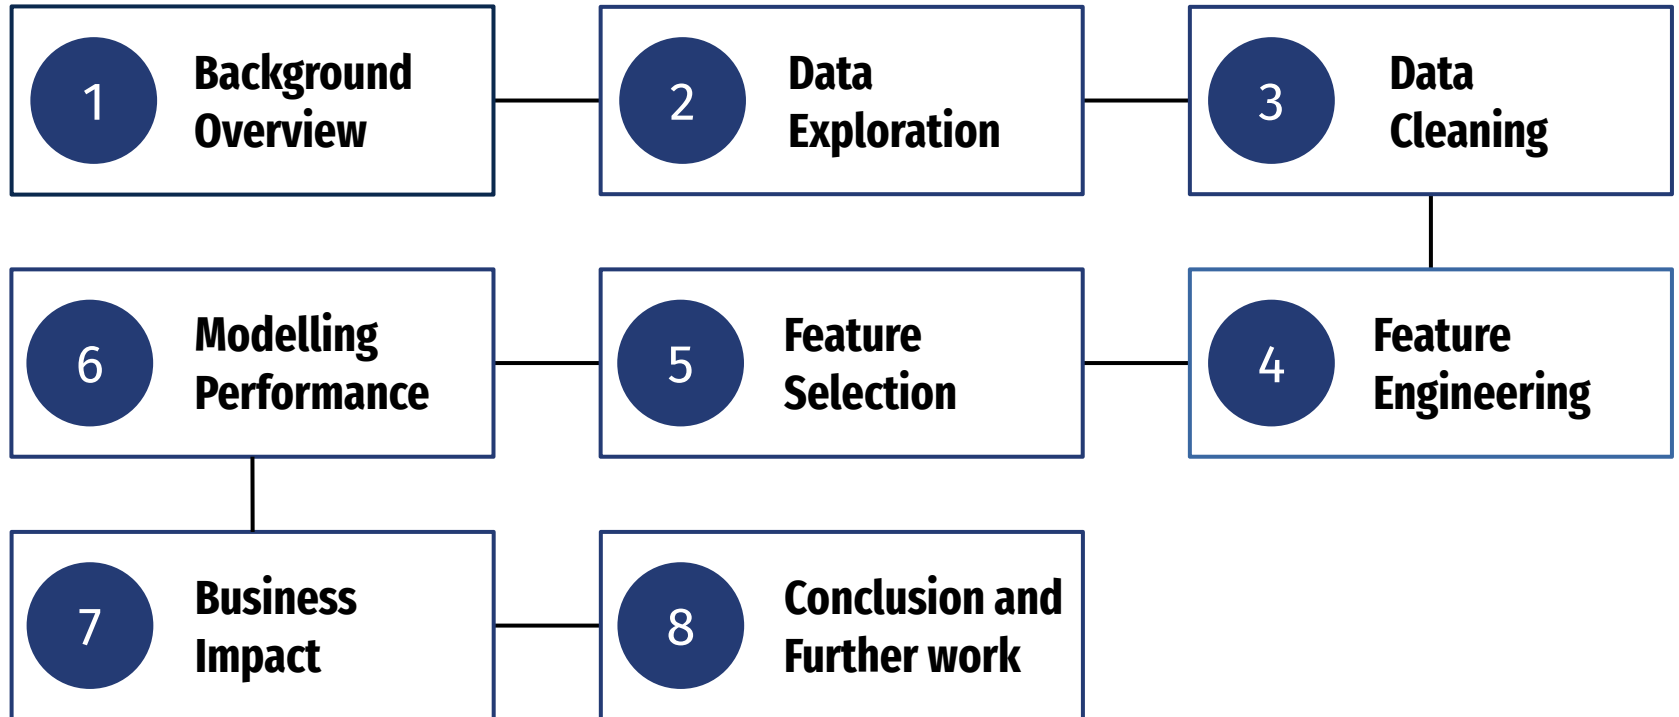 1
Background
Overview
2
Data
Exploration
3
Data
Cleaning
4
Feature
Engineering
5
Feature
Selection
6
Modelling
Performance
7
Business
Impact
8
Conclusion and
Further work